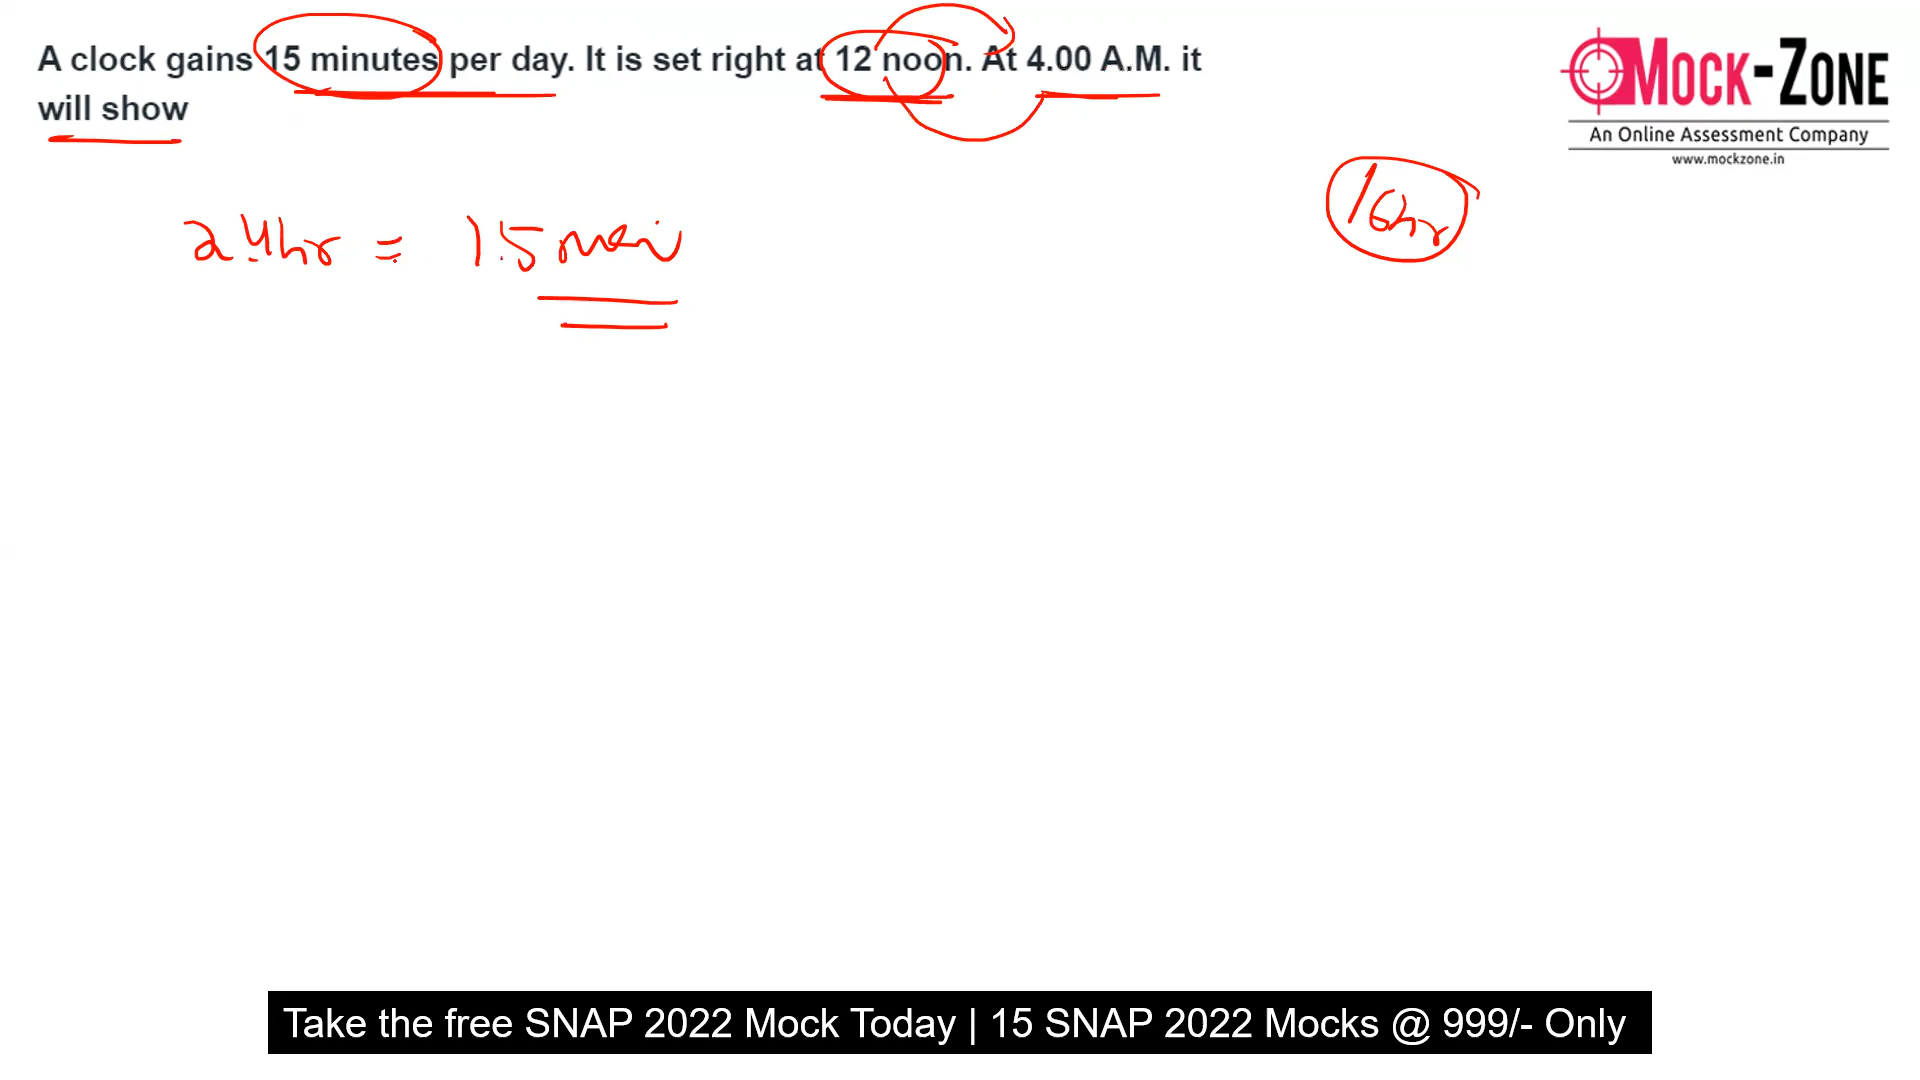 A clock gains 15 minutes per day. It is set right at 12 noon. At 4.00 A.M. it
will show
MOCK-ZONE
An Online Assessment Company
www.mockzone.in
16hr
24hr = 15 min
Take the free SNAP 2022 Mock Today | 15 SNAP 2022 Mocks @ 999/- Only